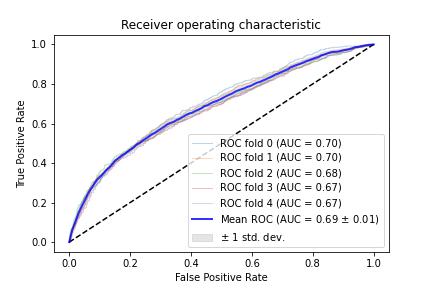 Receiver operating characteristic
True Positive Rate
1.0
0.8
0.6
0.4
0.2
0.0
ROC fold 0 (AUC = 0.70)
ROC fold 1 (AUC = 0.70)
ROC fold 2 (AUC = 0.68)
ROC fold 3 (AUC = 0.67)
ROC fold 4 (AUC = 0.67)
Mean ROC (AUC = 0.69 ± 0.01)
± 1 std. dev.
0.0 0.2 0.4 0.6 0.8 1.0
False Positive Rate